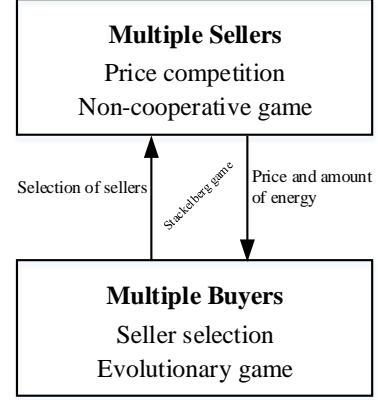 Multiple Sellers
Price competition
Non-cooperative game
Selection of sellers
Stackelberg game
Price and amount
of energy
Multiple Buyers
Seller selection
Evolutionary game